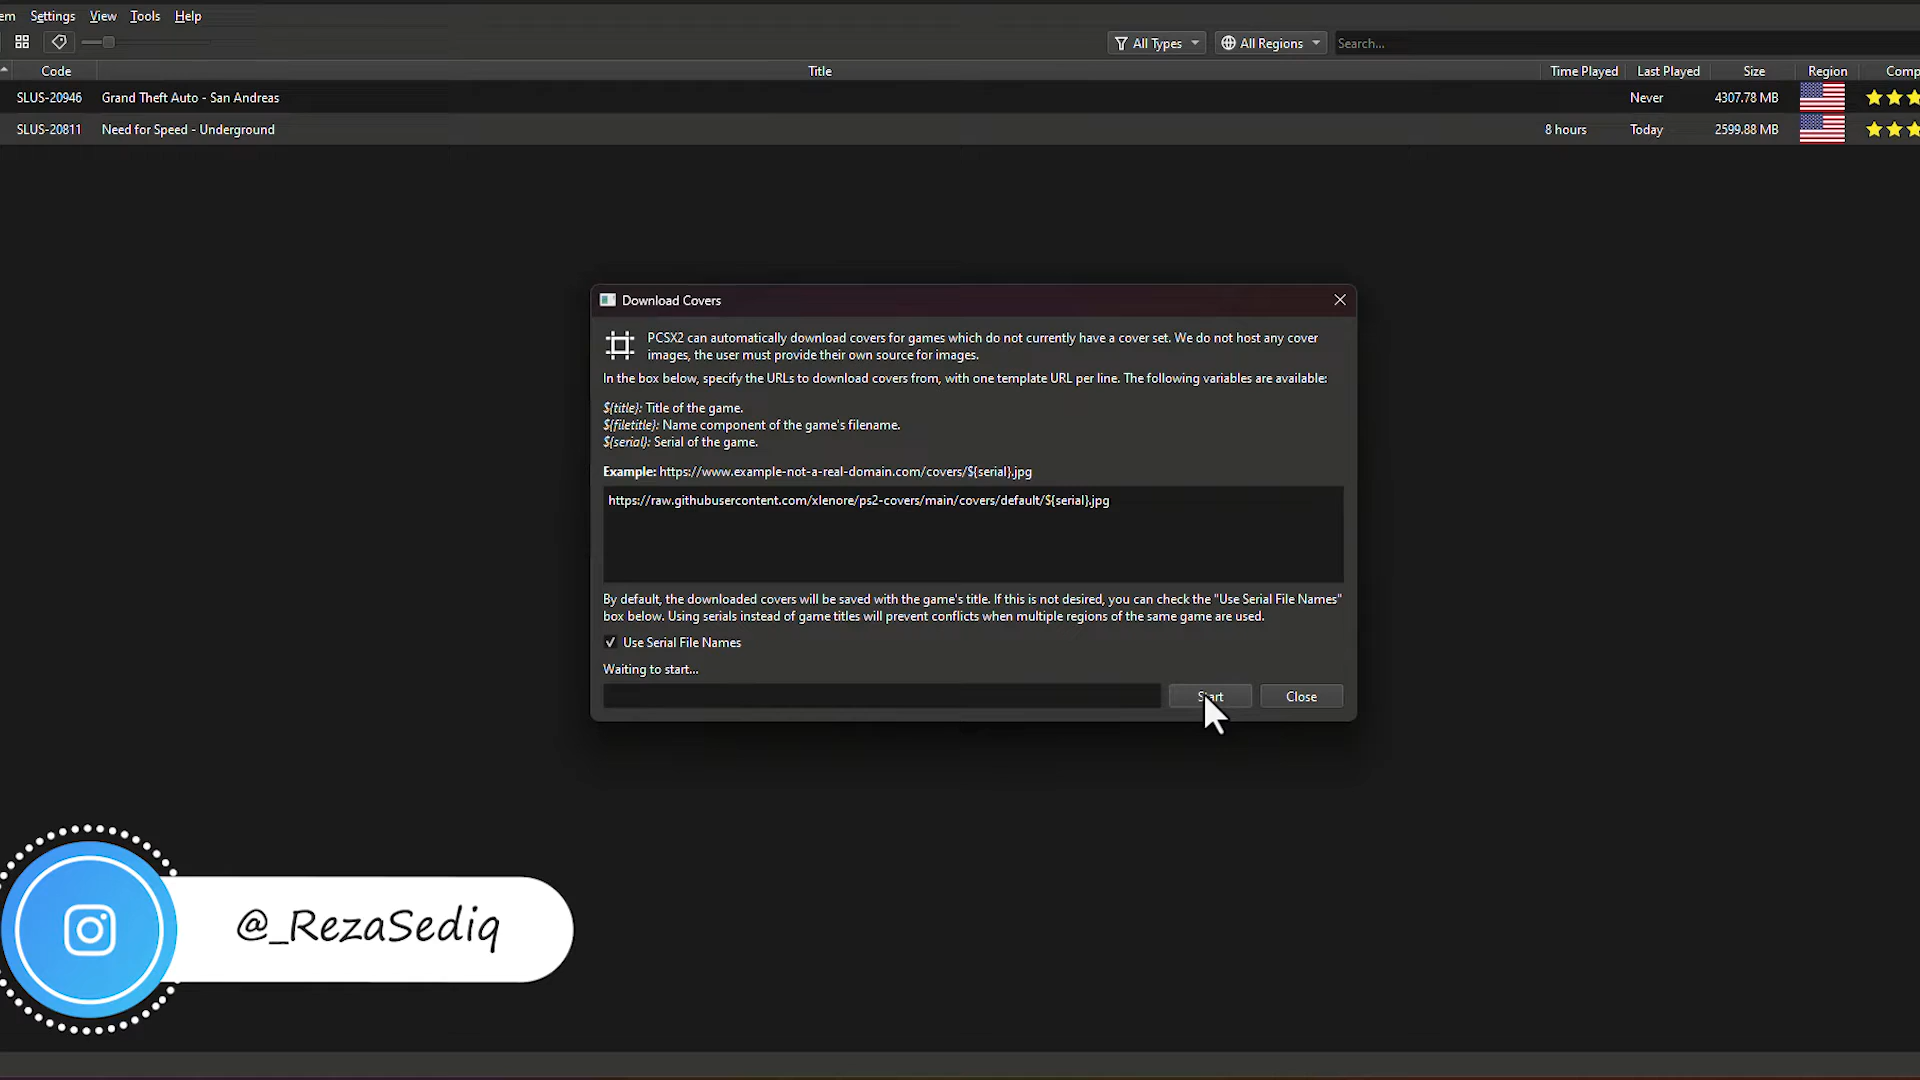 em Settings View Tools Help
All Types All Regions Search...
Code Title Time Played Last Played Size Region Comp
SLUS-20946 Grand Theft Auto - San Andreas Never 4307.78 MB
SLUS-20811 Need for Speed - Underground 8 hours Today 2599.88 MB
Download Covers
PCSX2 can automatically download covers for games which do not currently have a cover set. We do not host any cover
images, the user must provide their own source for images.
In the box below, specify the URLs to download covers from, with one template URL per line. The following variables are available:
${title}: Title of the game.
${filetitle}: Name component of the game's filename.
${serial}: Serial of the game.
Example: https://www.example-not-a-real-domain.com/covers/${serial}.jpg
https://raw.githubusercontent.com/xlenore/ps2-covers/main/covers/default/${serial}.jpg
By default, the downloaded covers will be saved with the game's title. If this is not desired, you can check the "Use Serial File Names"
box below. Using serials instead of game titles will prevent conflicts when multiple regions of the same game are used.
Use Serial File Names
Waiting to start...
Start Close
@_RezaSediq